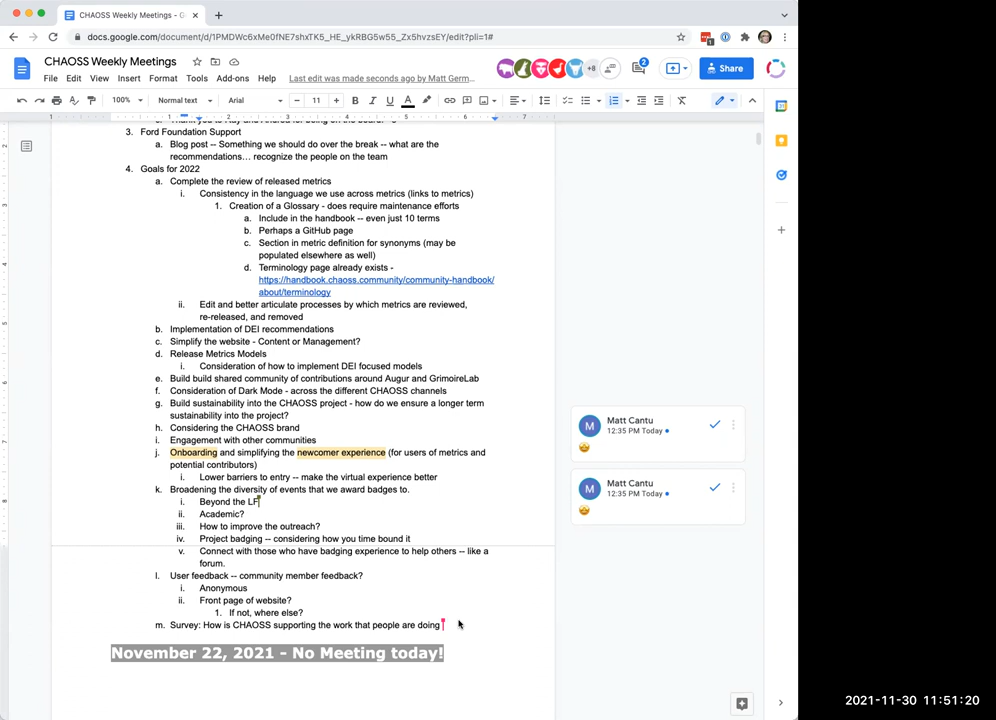 CHAOSS Weekly Meetings - G
docs.google.com/document/d/1PMDWc6xMe0fNE7shxTK5_HE_ykRBG5w55_Zx5hvzsEY/edit?pli=1#
CHAOSS Weekly Meetings
File Edit View Insert Format Tools Add-ons Help Last edit was made seconds ago by Matt Germ...
+8
2
Share
100% Normal text Arial 11
B I U A
1 1 2 3 4 5 6 7
3. Ford Foundation Support
a. Blog post -- Something we should do over the break -- what are the
recommendations… recognize the people on the team
4. Goals for 2022
a. Complete the review of released metrics
i. Consistency in the language we use across metrics (links to metrics)
1. Creation of a Glossary - does require maintenance efforts
a. Include in the handbook -- even just 10 terms
b. Perhaps a GitHub page
c. Section in metric definition for synonyms (may be
populated elsewhere as well)
d. Terminology page already exists -
https://handbook.chaoss.community/community-handbook/
about/terminology
ii. Edit and better articulate processes by which metrics are reviewed,
re-released, and removed
b. Implementation of DEI recommendations
c. Simplify the website - Content or Management?
d. Release Metrics Models
i. Consideration of how to implement DEI focused models
e. Build build shared community of contributions around Augur and GrimoireLab
f. Consideration of Dark Mode - across the different CHAOSS channels
g. Build sustainability into the CHAOSS project - how do we ensure a longer term
sustainability into the project?
h. Considering the CHAOSS brand
i. Engagement with other communities
j. Onboarding and simplifying the newcomer experience (for users of metrics and
potential contributors)
i. Lower barriers to entry -- make the virtual experience better
k. Broadening the diversity of events that we award badges to.
i. Beyond the LF
ii. Academic?
iii. How to improve the outreach?
iv. Project badging -- considering how you time bound it
v. Connect with those who have badging experience to help others -- like a
forum.
l. User feedback -- community member feedback?
i. Anonymous
ii. Front page of website?
1. If not, where else?
m. Survey: How is CHAOSS supporting the work that people are doing
November 22, 2021 - No Meeting today!
M
Matt Cantu
12:35 PM Today
M
Matt Cantu
12:35 PM Today
2021-11-30 11:51:20